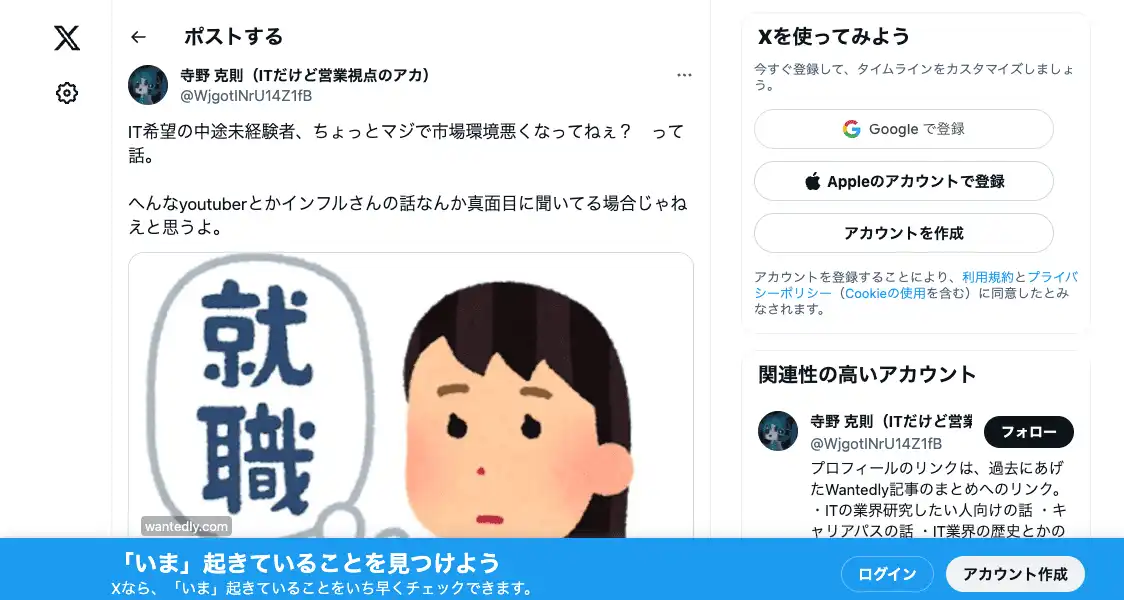 ポストする
寺野 克則（ITだけど営業視点のアカ）
@WjgotINrU14Z1fB
IT希望の中途未経験者、ちょっとマジで市場環境悪くなってねぇ？　って
話。
へんなyoutuberとかインフルさんの話なんか真面目に聞いてる場合じゃね
えと思うよ。
就
職
wantedly.com
Xを使ってみよう
今すぐ登録して、タイムラインをカスタマイズしましょ
う。
Google で登録
Appleのアカウントで登録
アカウントを作成
アカウントを登録することにより、利用規約とプライバ
シーポリシー（Cookieの使用を含む）に同意したとみ
なされます。
関連性の高いアカウント
寺野 克則（ITだけど営業
フォロー
@WjgotINrU14Z1fB
プロフィールのリンクは、過去にあげ
たWantedly記事のまとめへのリンク。
・ITの業界研究したい人向けの話 ・キ
ャリアパスの話 ・IT業界の歴史とかの
「いま」起きていることを見つけよう
Xなら、「いま」起きていることをいち早くチェックできます。
ログイン
アカウント作成